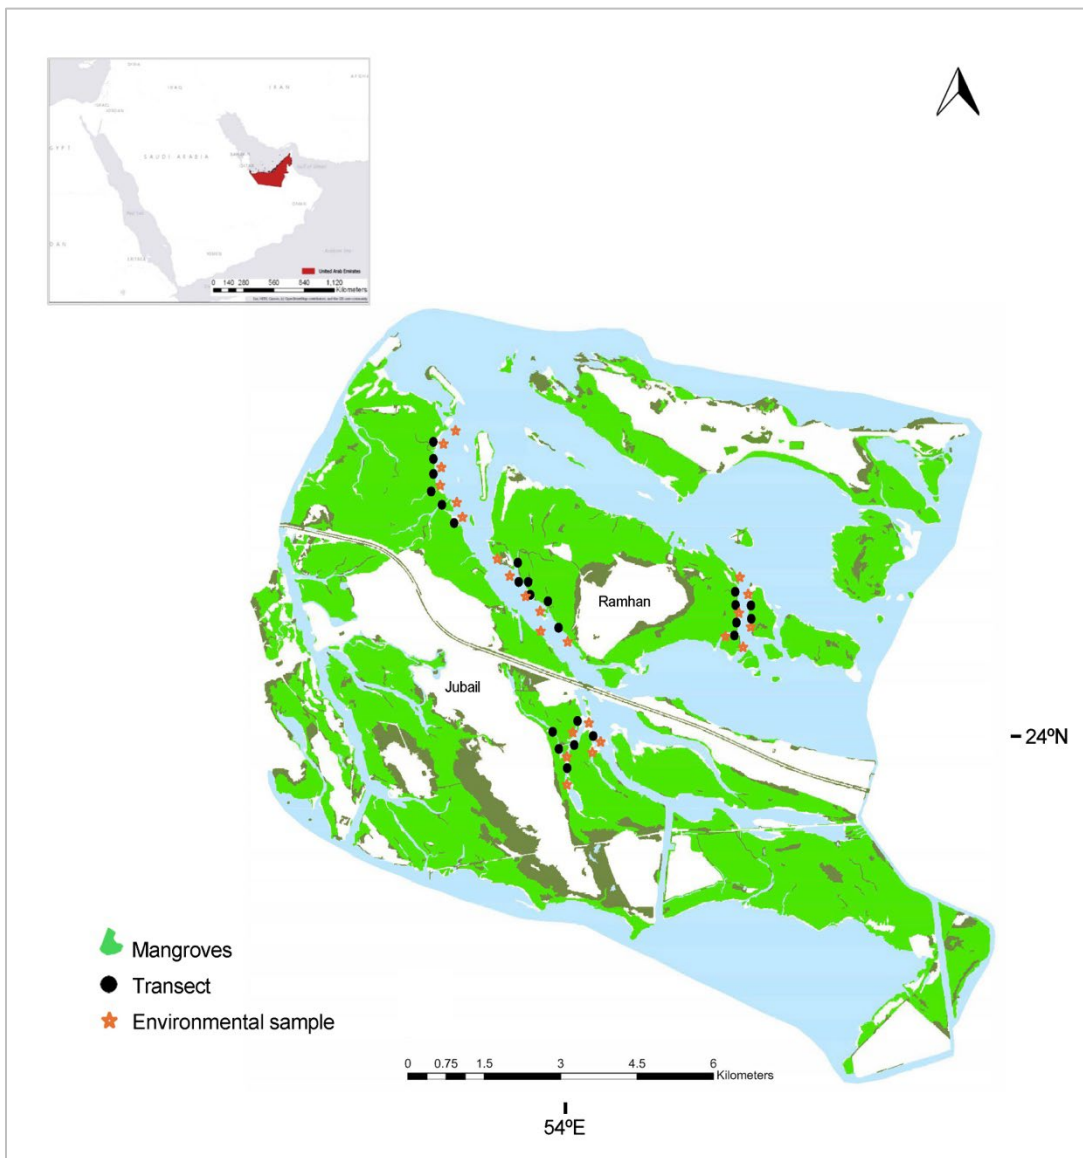 IRAN
SAUDI ARABIA
United Arab Emirates
0 140 280 560 840 1,120
Kilometers
Ramhan
Jubail
24ºN
Mangroves
Transect
Environmental sample
0 0.75 1.5 3 4.5 6
Kilometers
54ºE